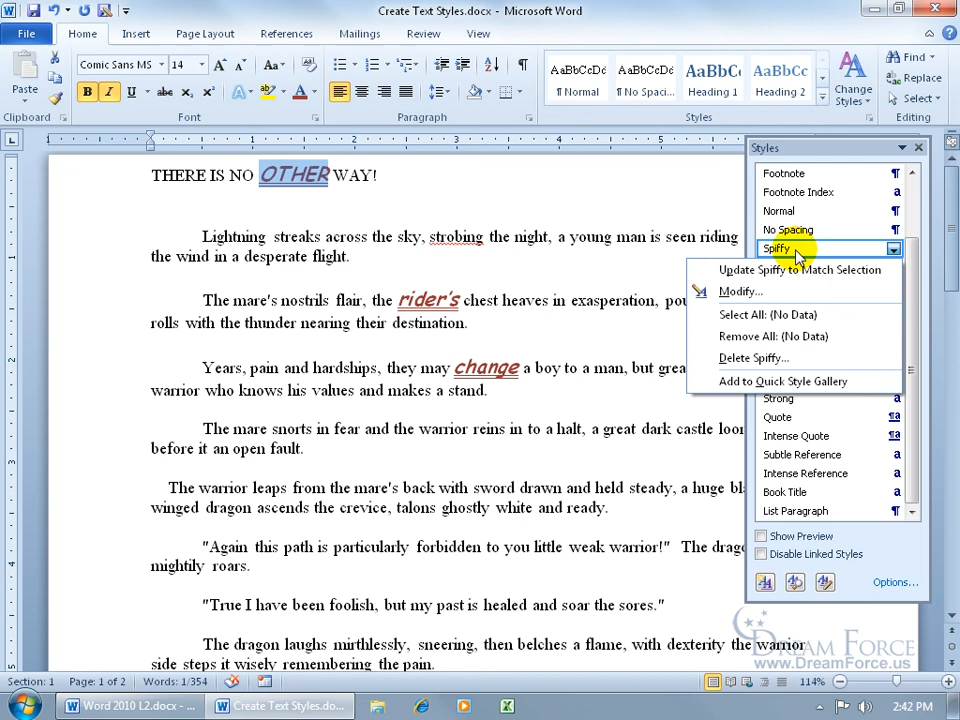 Create Text Styles.docx - Microsoft Word
File Home Insert Page Layout References Mailings Review View
Paste
Clipboard
Comic Sans MS 14
Font
Paragraph
AaBbCcDd AaBbCcDd AaBbCc AaBbCc
¶ Normal ¶ No Spaci... Heading 1 Heading 2
Change Styles
Styles
Find
Replace
Select
Editing
THERE IS NO OTHER WAY!
Lightning streaks across the sky, strobing the night, a young man is seen riding
the wind in a desperate flight.
The mare's nostrils flair, the rider's chest heaves in exasperation,
rolls with the thunder nearing their destination.
Years, pain and hardships, they may change a boy to a man, but
warrior who knows his values and makes a stand.
The mare snorts in fear and the warrior reins in to a halt, a great dark castle
before it an open fault.
The warrior leaps from the mare's back with sword drawn and held steady, a huge
winged dragon ascends the crevice, talons ghostly white and ready.
"Again this path is particularly forbidden to you little weak warrior!" The
mightily roars.
"True I have been foolish, but my past is healed and soar the sores."
The dragon laughs mirthlessly, sneering, then belches a flame, with dexterity the warrior
side steps it wisely remembering the pain.
Styles
Footnote ¶
Footnote Index a
Normal ¶
No Spacing ¶
Spiffy
Update Spiffy to Match Selection
Modify...
Select All: (No Data)
Remove All: (No Data)
Delete Spiffy...
Add to Quick Style Gallery
Strong a
Quote ¶a
Intense Quote ¶a
Subtle Reference a
Intense Reference a
Book Title a
List Paragraph ¶
Show Preview
Disable Linked Styles
Options...
DREAM FORCE
www.DreamForce.us
Section: 1 Page: 1 of 2 Words: 1/354 114%
Word 2010 L2.docx - ... Create Text Styles.do... 2:42 PM